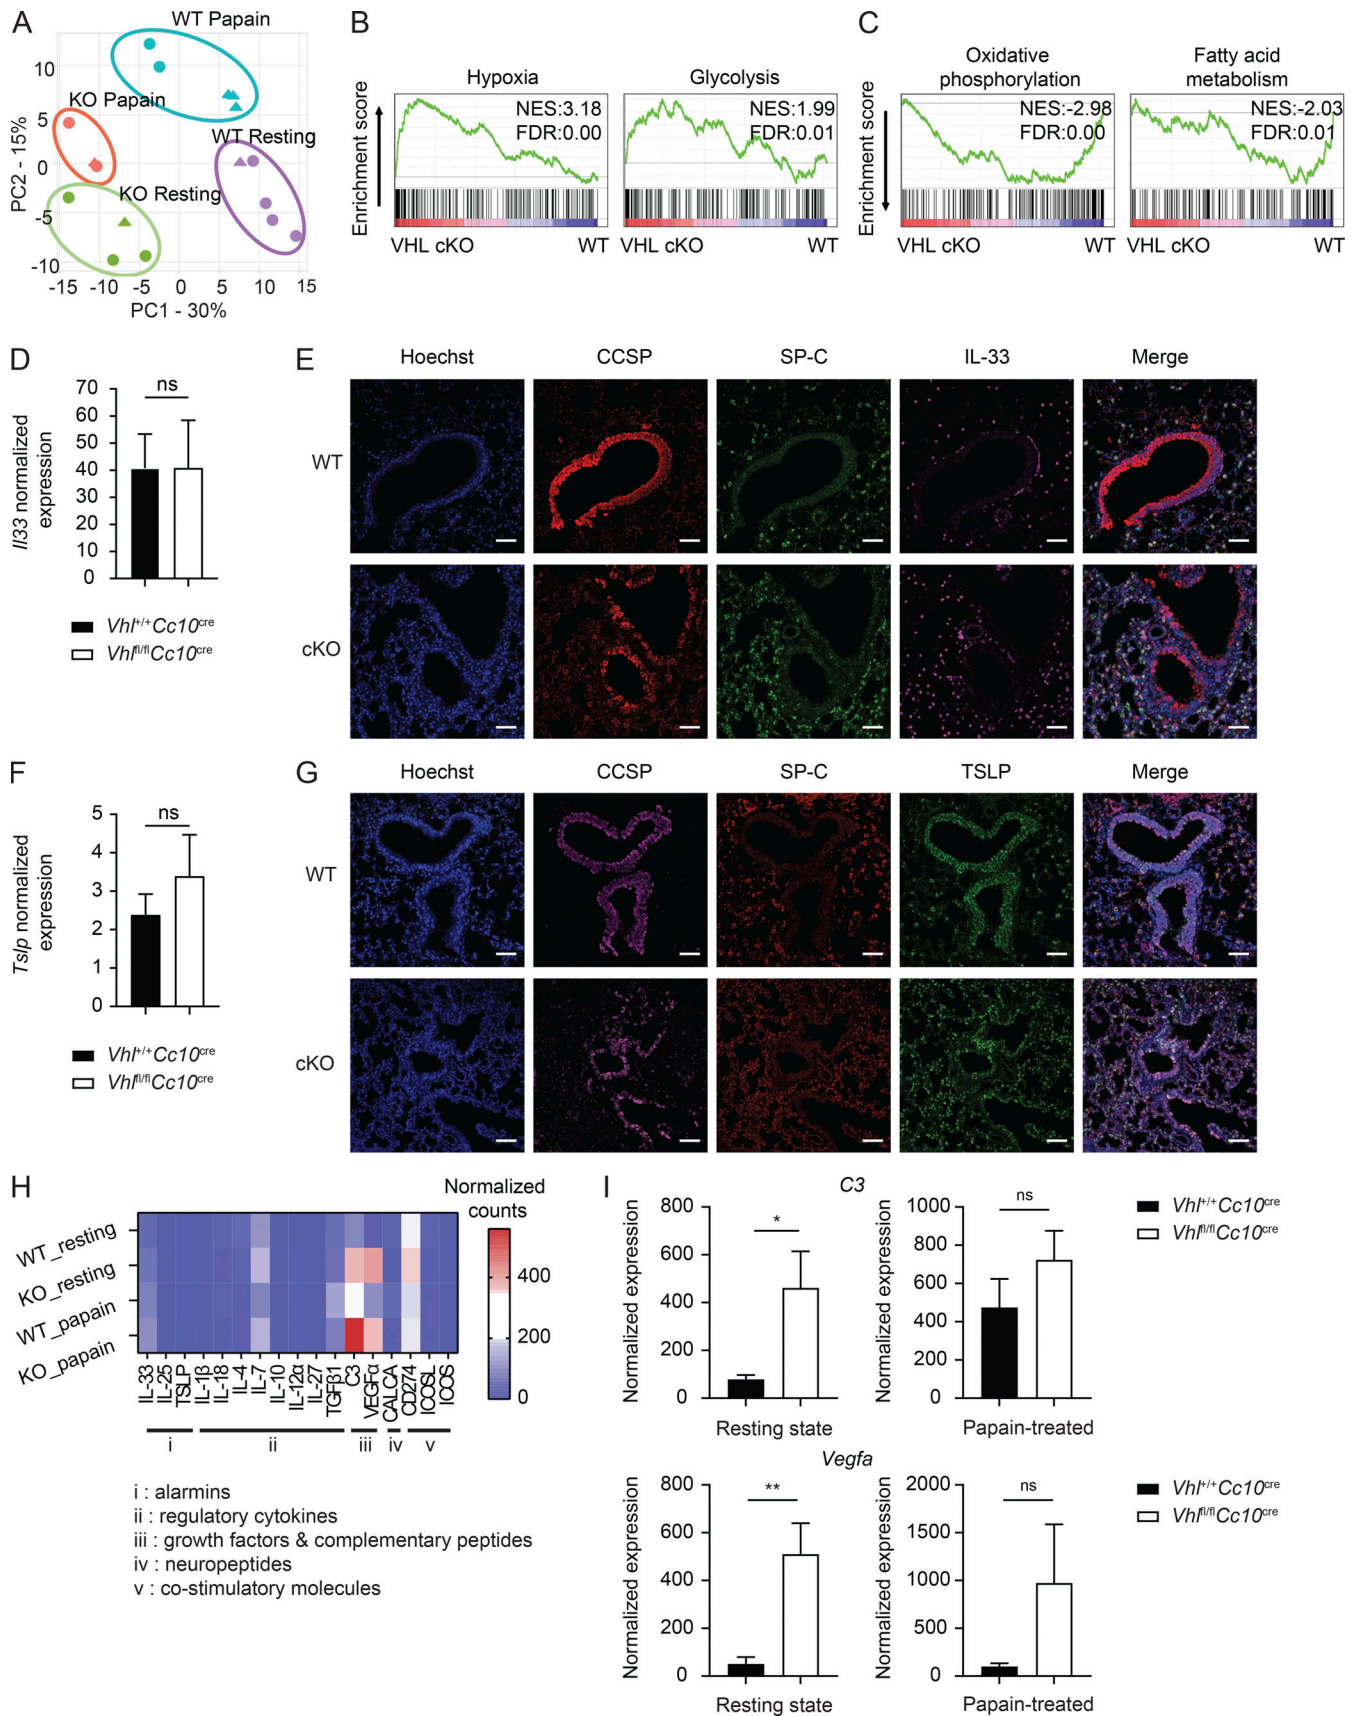 A
WT Papain
KO Papain
WT Resting
KO Resting
PC2 - 15%
10
5
0
-5
-10
-15 -10 -5 0 5 10 15
PC1 - 30%
B
Hypoxia
Glycolysis
Enrichment score
NES:3.18
FDR:0.00
NES:1.99
FDR:0.01
VHL cKO WT
VHL cKO WT
C
Oxidative
phosphorylation
Fatty acid
metabolism
Enrichment score
NES:-2.98
FDR:0.00
NES:-2.03
FDR:0.01
VHL cKO WT
VHL cKO WT
D
Il33 normalized
expression
70
60
50
40
30
20
10
0
ns
Vhl+/+Cc10cre
Vhlfl/flCc10cre
E
Hoechst CCSP SP-C IL-33 Merge
WT
cKO
F
Tslp normalized
expression
5
4
3
2
1
0
ns
Vhl+/+Cc10cre
Vhlfl/flCc10cre
G
Hoechst CCSP SP-C TSLP Merge
WT
cKO
H
Normalized
counts
400
200
0
WT_resting
KO_resting
WT_papain
KO_papain
IL-33
IL-25
TSLP
IL-1β
IL-18
IL-4
IL-7
IL-10
IL-12α
IL-27
TGFβ1
C3
VEGFα
CALCA
CD274
ICOSL
ICOS
i ii iii iv v
i : alarmins
ii : regulatory cytokines
iii : growth factors & complementary peptides
iv : neuropeptides
v : co-stimulatory molecules
I
C3
Normalized expression
800
600
400
200
0
*
Resting state
Normalized expression
1000
800
600
400
200
0
ns
Papain-treated
Vhl+/+Cc10cre
Vhlfl/flCc10cre
Vegfa
Normalized expression
800
600
400
200
0
**
Resting state
Normalized expression
2000
1500
1000
500
0
ns
Papain-treated
Vhl+/+Cc10cre
Vhlfl/flCc10cre